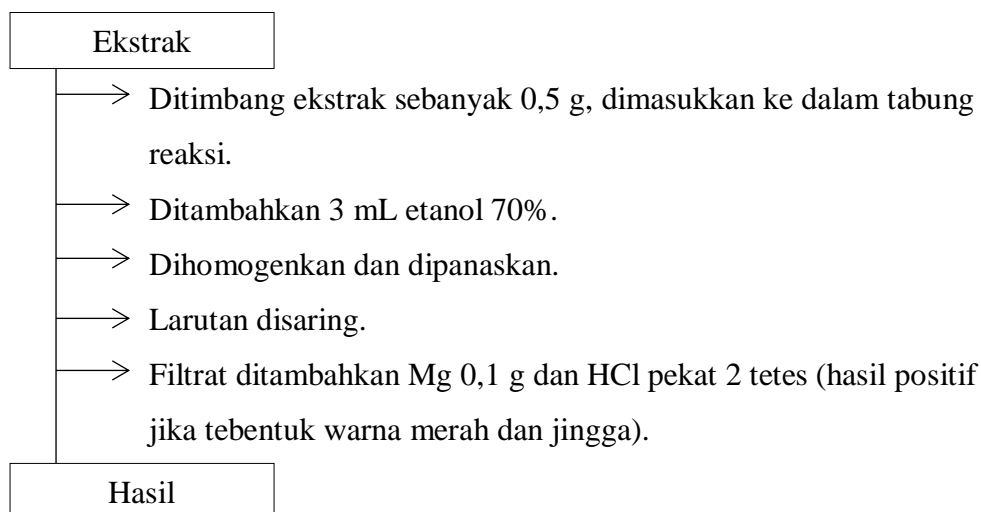 Ekstrak
Ditimbang ekstrak sebanyak 0,5 g, dimasukkan ke dalam tabung
reaksi.
Ditambahkan 3 mL etanol 70%.
Dihomogenkan dan dipanaskan.
Larutan disaring.
Filtrat ditambahkan Mg 0,1 g dan HCl pekat 2 tetes (hasil positif
jika tebentuk warna merah dan jingga).
Hasil